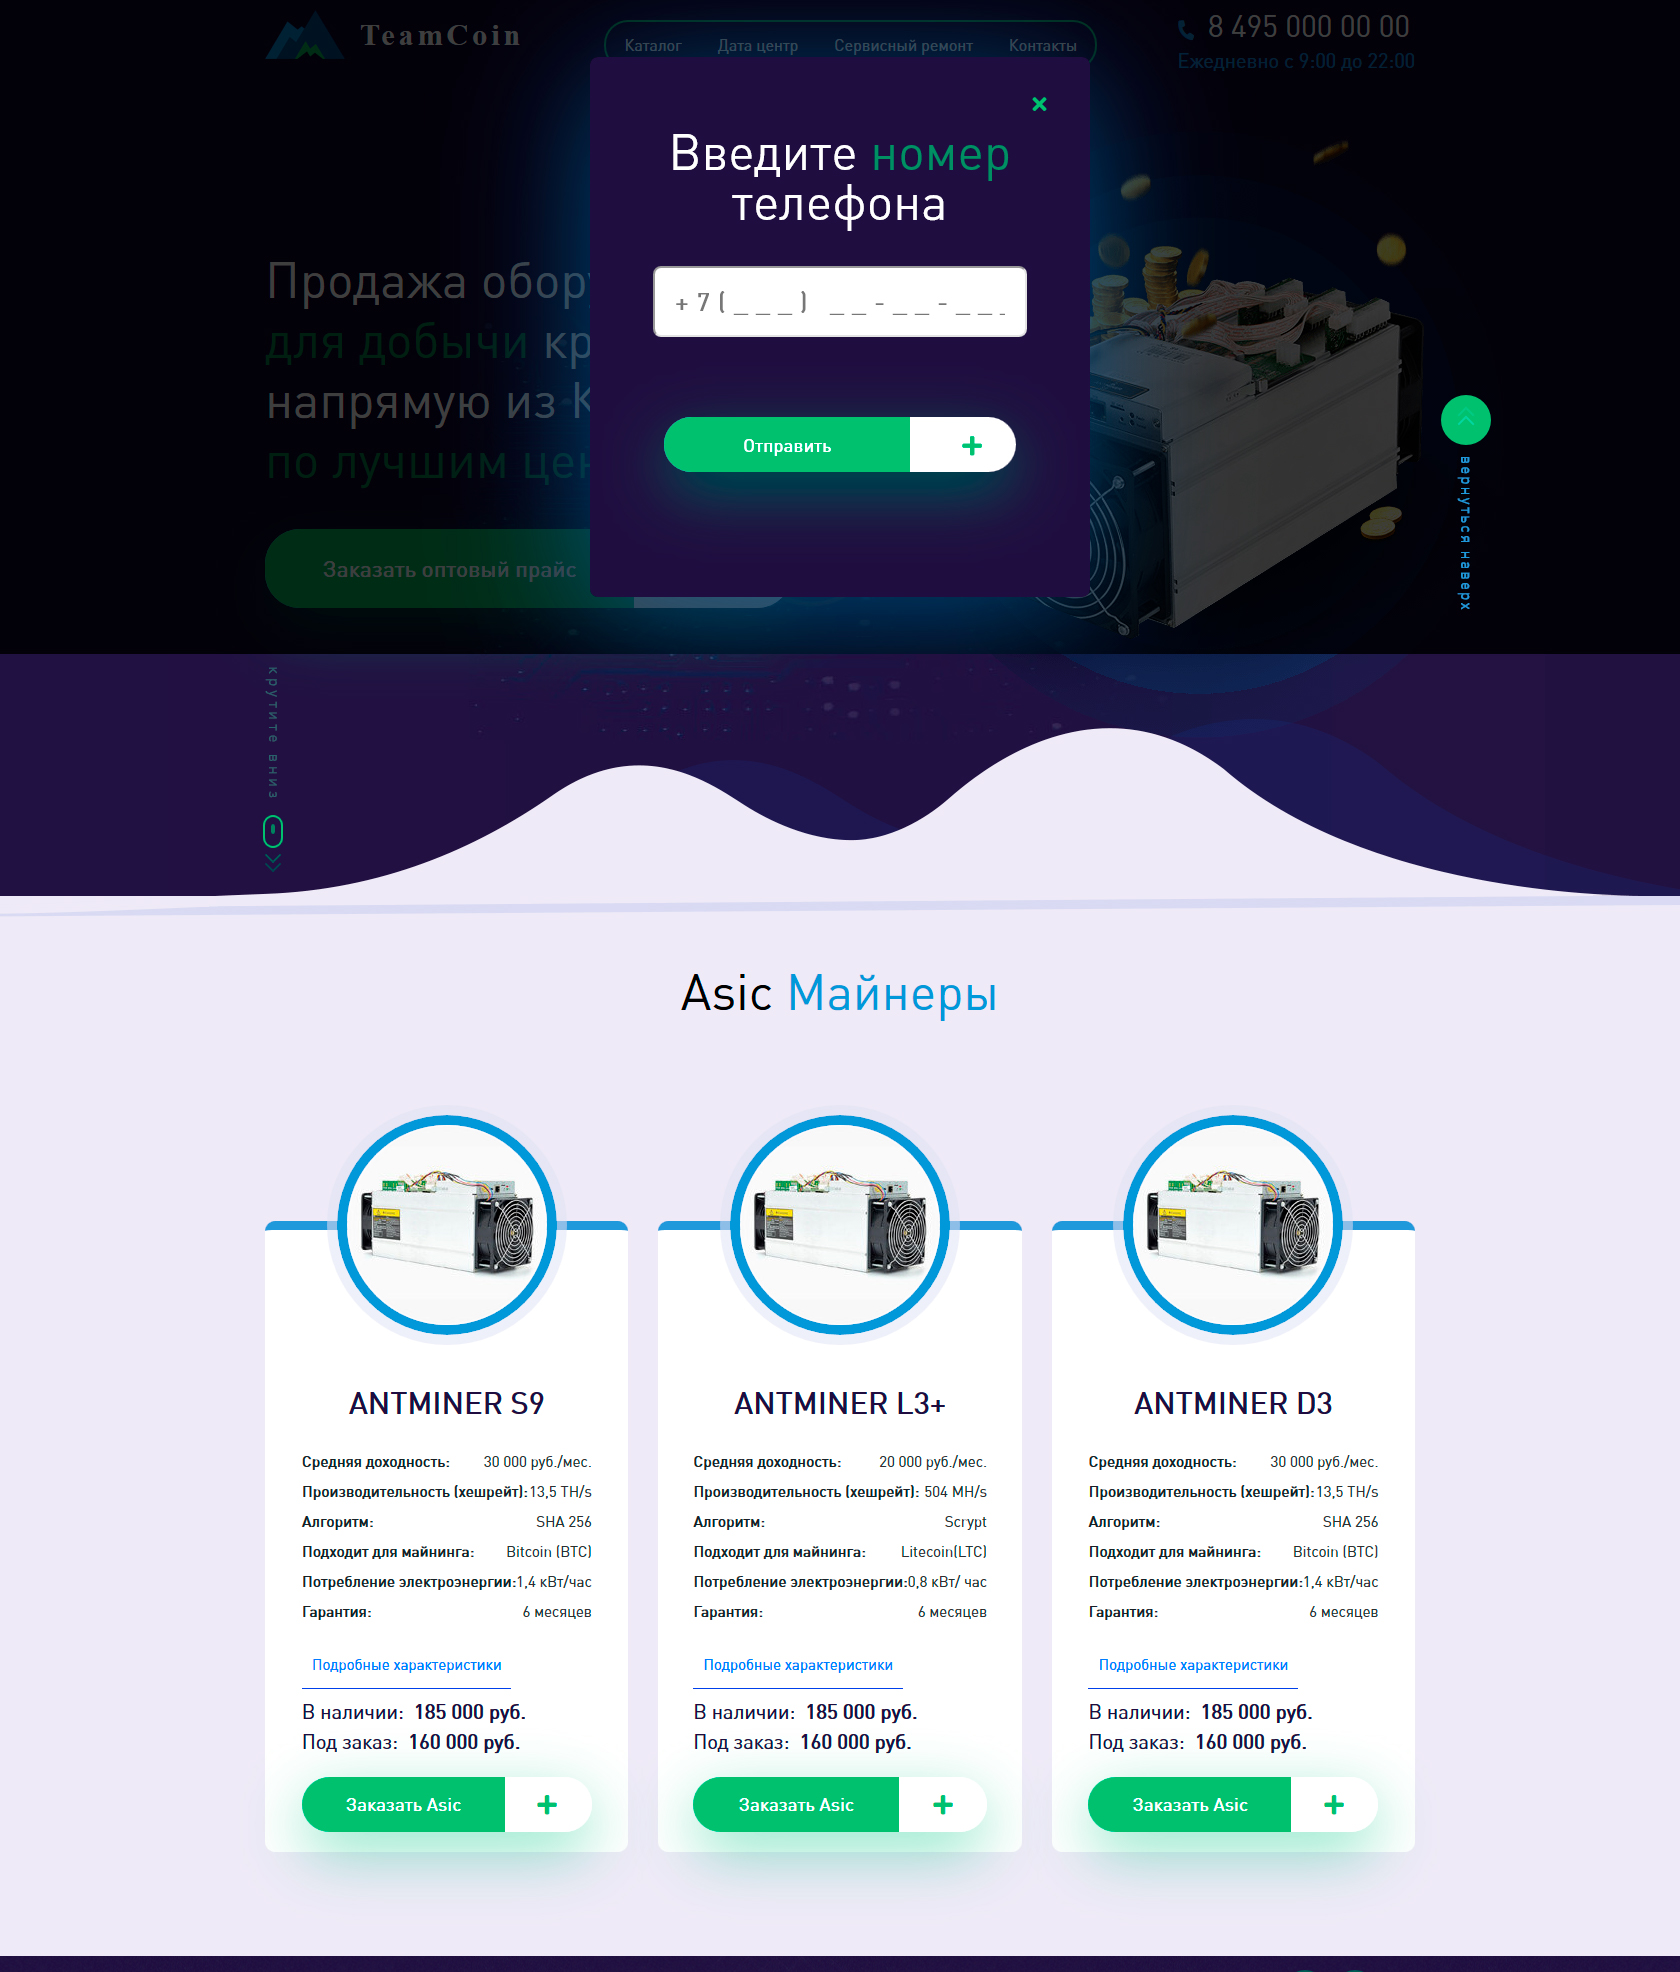 TeamCoin
Каталог Дата центр Сервисный ремонт Контакты
8 495 000 00 00
Ежедневно с 9:00 до 22:00
Введите номер
телефона
+7(___) __-__-__
Отправить
Продажа обору
для добычи кр
напрямую из К
по лучшим цен
Заказать оптовый прайс
вернуться наверх
крутите вниз
Asic Майнеры
ANTMINER S9
Средняя доходность: 30 000 руб./мес.
Производительность (хешрейт): 13,5 TH/s
Алгоритм: SHA 256
Подходит для майнинга: Bitcoin (BTC)
Потребление электроэнергии: 1,4 кВт/час
Гарантия: 6 месяцев
Подробные характеристики
В наличии: 185 000 руб.
Под заказ: 160 000 руб.
Заказать Asic
ANTMINER L3+
Средняя доходность: 20 000 руб./мес.
Производительность (хешрейт): 504 MH/s
Алгоритм: Scrypt
Подходит для майнинга: Litecoin(LTC)
Потребление электроэнергии: 0,8 кВт/ час
Гарантия: 6 месяцев
Подробные характеристики
В наличии: 185 000 руб.
Под заказ: 160 000 руб.
Заказать Asic
ANTMINER D3
Средняя доходность: 30 000 руб./мес.
Производительность (хешрейт): 13,5 TH/s
Алгоритм: SHA 256
Подходит для майнинга: Bitcoin (BTC)
Потребление электроэнергии: 1,4 кВт/час
Гарантия: 6 месяцев
Подробные характеристики
В наличии: 185 000 руб.
Под заказ: 160 000 руб.
Заказать Asic